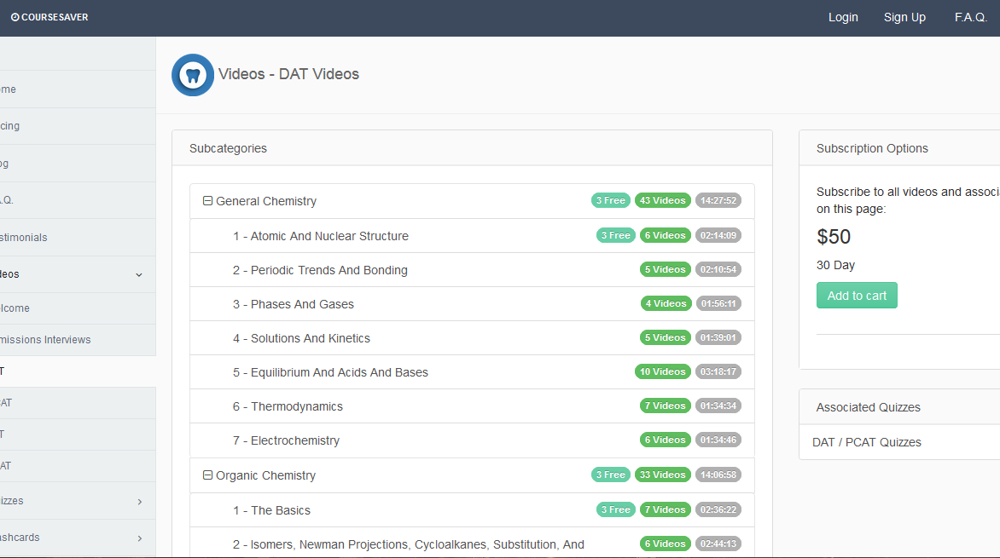 COURSESAVER
Login
Sign Up
F.A.Q.
ome
cing
og
.Q.
stimonials
deos
lcome
missions Interviews
T
CAT
T
AT
izzes
ashcards
Videos - DAT Videos
Subcategories
General Chemistry 3 Free 43 Videos 14:27:52
1 - Atomic And Nuclear Structure 3 Free 6 Videos 02:14:09
2 - Periodic Trends And Bonding 5 Videos 02:10:54
3 - Phases And Gases 4 Videos 01:56:11
4 - Solutions And Kinetics 5 Videos 01:39:01
5 - Equilibrium And Acids And Bases 10 Videos 03:18:17
6 - Thermodynamics 7 Videos 01:34:34
7 - Electrochemistry 6 Videos 01:34:46
Organic Chemistry 3 Free 33 Videos 14:06:58
1 - The Basics 3 Free 7 Videos 02:36:22
2 - Isomers, Newman Projections, Cycloalkanes, Substitution, And 6 Videos 02:44:13
Subscription Options
Subscribe to all videos and associ
on this page:
$50
30 Day
Add to cart
Associated Quizzes
DAT / PCAT Quizzes